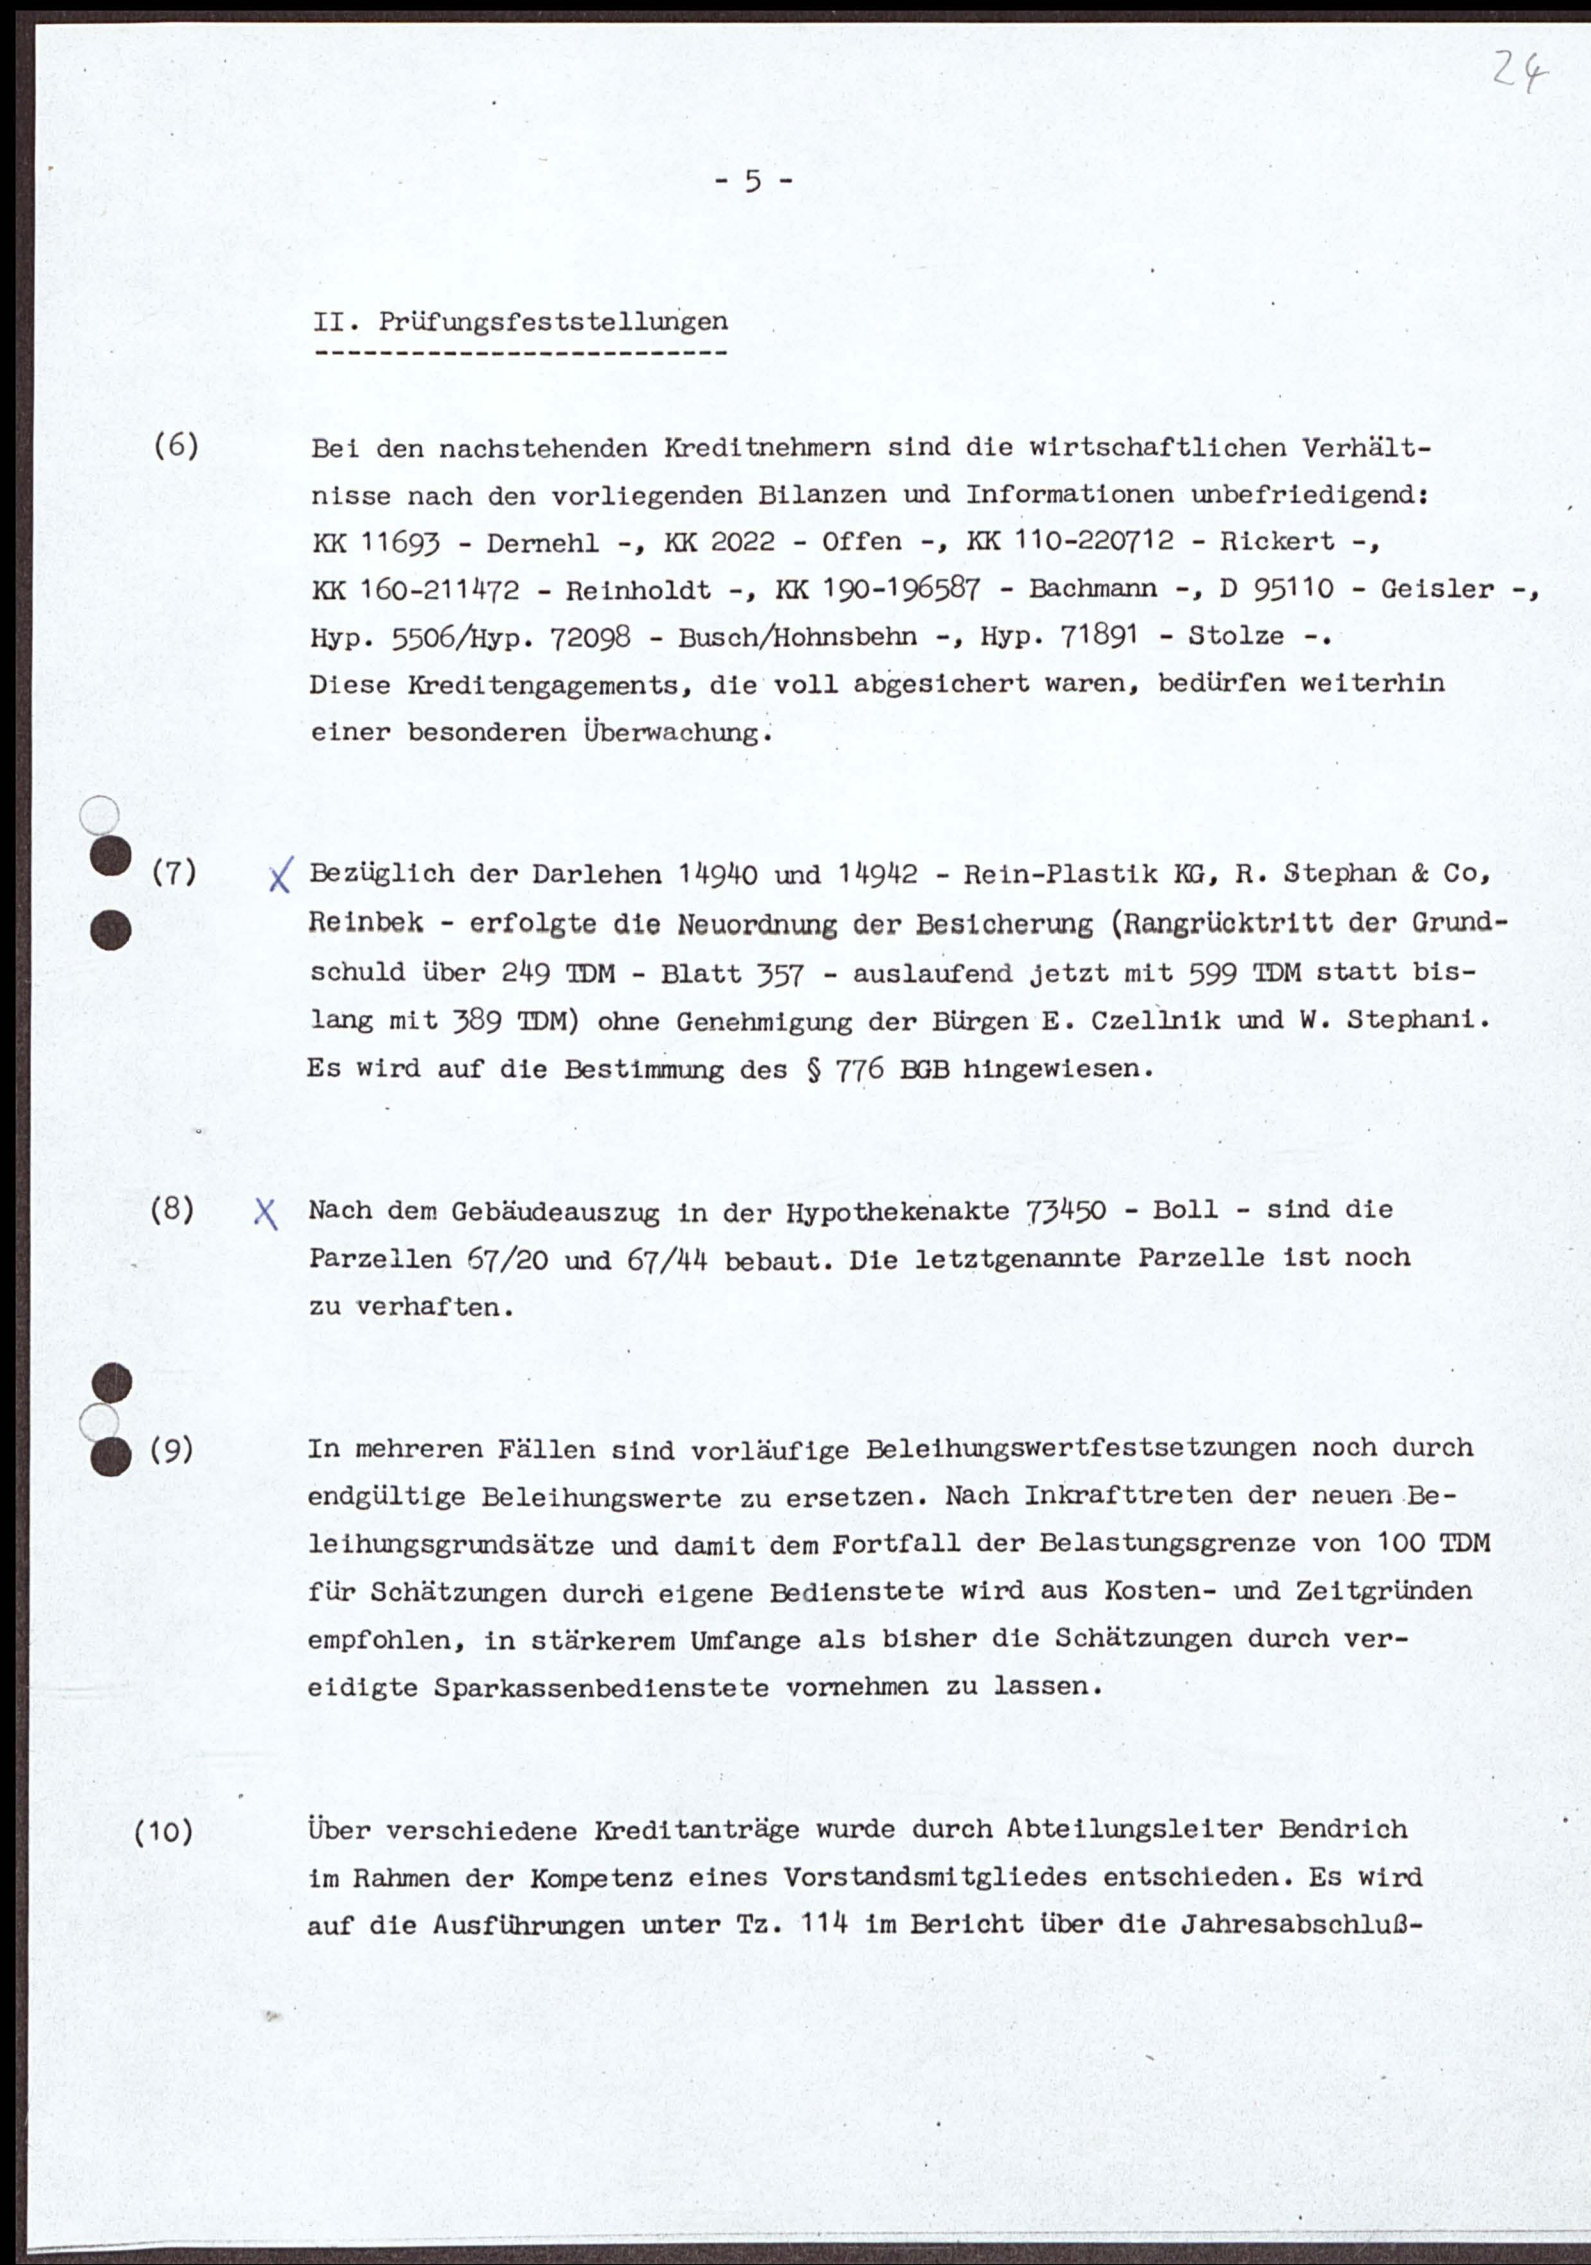 24
- 5 -
II. Prüfungsfeststellungen
--------------------------
(6) Bei den nachstehenden Kreditnehmern sind die wirtschaftlichen Verhält-
nisse nach den vorliegenden Bilanzen und Informationen unbefriedigend:
KK 11693 - Dernehl -, KK 2022 - Offen -, KK 110-220712 - Rickert -,
KK 160-211472 - Reinholdt -, KK 190-196587 - Bachmann -, D 95110 - Geisler -,
Hyp. 5506/Hyp. 72098 - Busch/Hohnsbehn -, Hyp. 71891 - Stolze -.
Diese Kreditengagements, die voll abgesichert waren, bedürfen weiterhin
einer besonderen Überwachung.
(7) X Bezüglich der Darlehen 14940 und 14942 - Rein-Plastik KG, R. Stephan & Co,
Reinbek - erfolgte die Neuordnung der Besicherung (Rangrücktritt der Grund-
schuld über 249 TDM - Blatt 357 - auslaufend jetzt mit 599 TDM statt bis-
lang mit 389 TDM) ohne Genehmigung der Bürgen E. Czellnik und W. Stephani.
Es wird auf die Bestimmung des § 776 BGB hingewiesen.
(8) X Nach dem Gebäudeauszug in der Hypothekenakte 73450 - Boll - sind die
Parzellen 67/20 und 67/44 bebaut. Die letztgenannte Parzelle ist noch
zu verhaften.
(9) In mehreren Fällen sind vorläufige Beleihungswertfestsetzungen noch durch
endgültige Beleihungswerte zu ersetzen. Nach Inkrafttreten der neuen Be-
leihungsgrundsätze und damit dem Fortfall der Belastungsgrenze von 100 TDM
für Schätzungen durch eigene Bedienstete wird aus Kosten- und Zeitgründen
empfohlen, in stärkerem Umfange als bisher die Schätzungen durch ver-
eidigte Sparkassenbedienstete vornehmen zu lassen.
(10) Über verschiedene Kreditanträge wurde durch Abteilungsleiter Bendrich
im Rahmen der Kompetenz eines Vorstandsmitgliedes entschieden. Es wird
auf die Ausführungen unter Tz. 114 im Bericht über die Jahresabschluß-